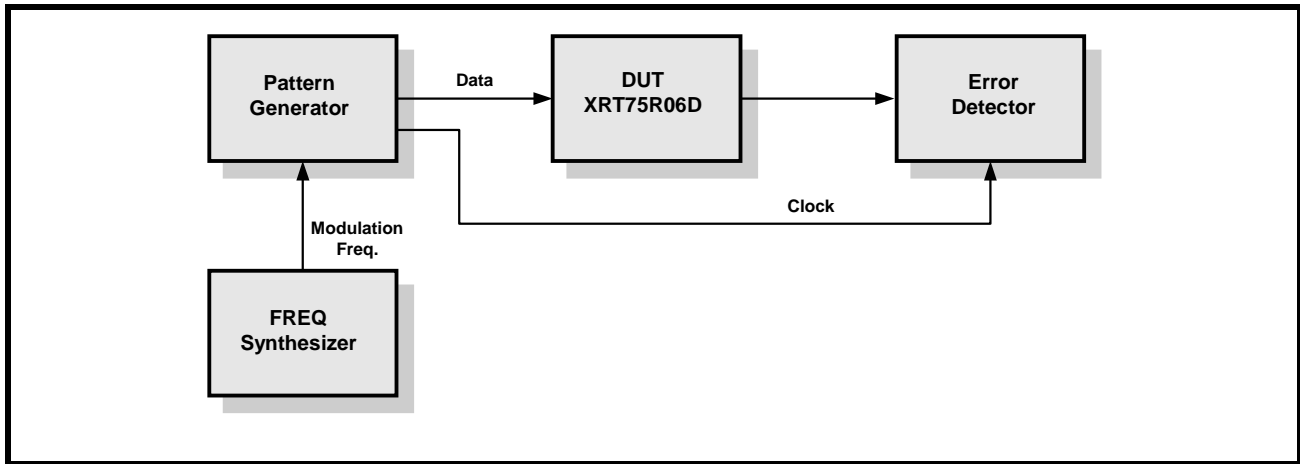 Pattern
Generator
Data
DUT
XRT75R06D
Error
Detector
Clock
Modulation
Freq.
FREQ
Synthesizer